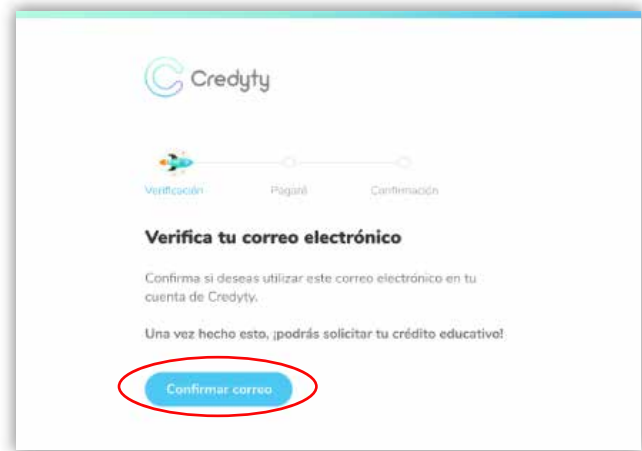 Credyty
Verificación Pagaré Confirmación
Verifica tu correo electrónico
Confirma si deseas utilizar este correo electrónico en tu
cuenta de Credyty.
Una vez hecho esto, ¡podrás solicitar tu crédito educativo!
Confirmar correo